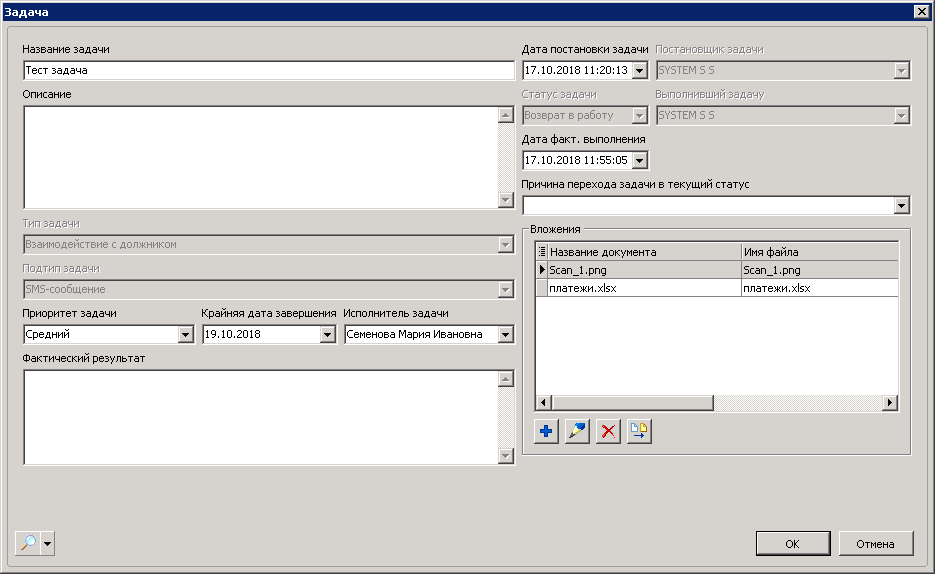 Задача
Название задачи
Тест задача
Описание
Тип задачи
Взаимодействие с должником
Подтип задачи
SMS-сообщение
Приоритет задачи Крайняя дата завершения Исполнитель задачи
Средний 19.10.2018 Семенова Мария Ивановна
Фактический результат
Дата постановки задачи Постановщик задачи
17.10.2018 11:20:13 SYSTEM S S
Статус задачи Выполнивший задачу
Возврат в работу SYSTEM S S
Дата факт. выполнения
17.10.2018 11:55:05
Причина перехода задачи в текущий статус
Вложения
Название документа Имя файла
Scan_1.png Scan_1.png
платежи.xlsx платежи.xlsx
OK Отмена